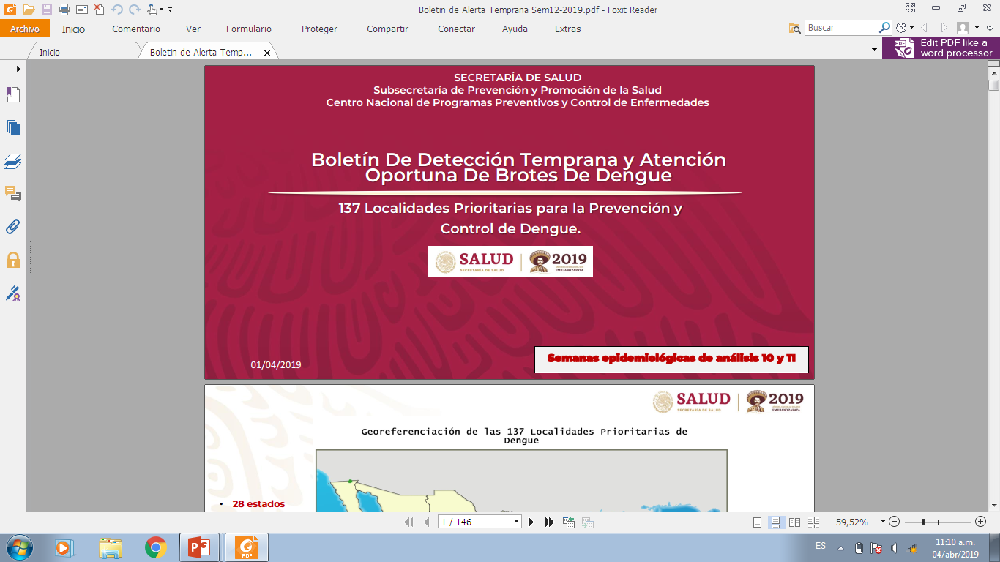 Boletin de Alerta Temprana Sem12-2019.pdf - Foxit Reader
Archivo Inicio Comentario Ver Formulario Proteger Compartir Conectar Ayuda Extras Buscar
Inicio Boletin de Alerta Temp... Edit PDF like a
word processor
SECRETARÍA DE SALUD
Subsecretaría de Prevención y Promoción de la Salud
Centro Nacional de Programas Preventivos y Control de Enfermedades
Boletín De Detección Temprana y Atención
Oportuna De Brotes De Dengue
137 Localidades Prioritarias para la Prevención y
Control de Dengue.
SALUD 2019
SECRETARÍA DE SALUD EMILIANO ZAPATA
Semanas epidemiológicas de análisis 10 y 11
01/04/2019
SALUD 2019
SECRETARÍA DE SALUD EMILIANO ZAPATA
Georeferenciación de las 137 Localidades Prioritarias de
Dengue
• 28 estados
1 / 146 59,52%
ES 11:10 a.m.
04/abr/2019
PDF